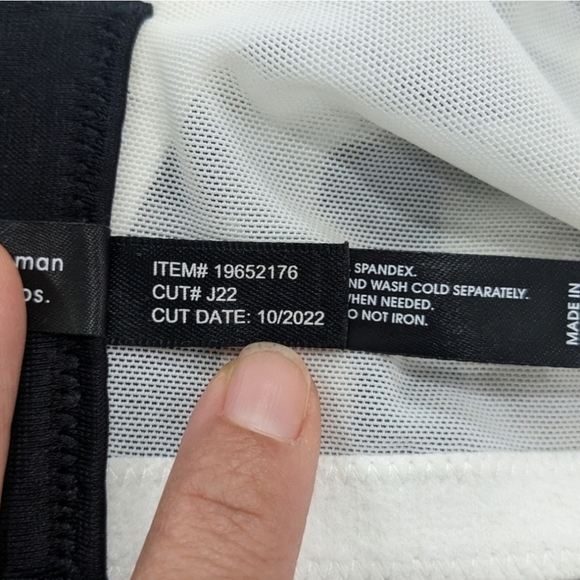 man
os.
ITEM# 19652176
CUT# J22
CUT DATE: 10/2022
SPANDEX.
ND WASH COLD SEPARATELY.
WHEN NEEDED.
O NOT IRON.
MADE IN